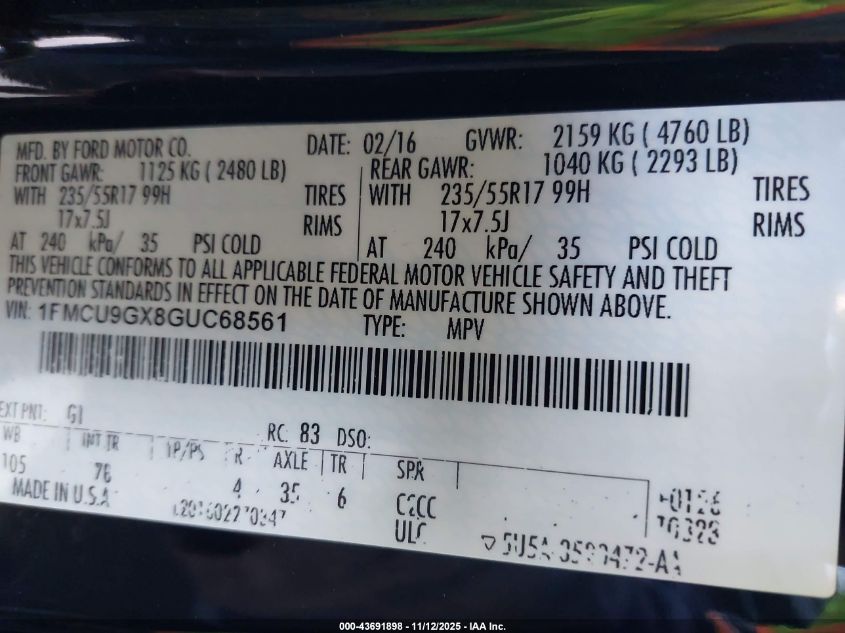 MFD. BY FORD MOTOR CO. DATE: 02/16 GVWR: 2159 KG ( 4760 LB)
FRONT GAWR: 1125 KG ( 2480 LB) REAR GAWR: 1040 KG ( 2293 LB)
WITH 235/55R17 99H TIRES WITH 235/55R17 99H TIRES
17x7.5J RIMS 17x7.5J RIMS
AT 240 kPa/ 35 PSI COLD AT 240 kPa/ 35 PSI COLD
THIS VEHICLE CONFORMS TO ALL APPLICABLE FEDERAL MOTOR VEHICLE SAFETY AND THEFT
PREVENTION STANDARDS IN EFFECT ON THE DATE OF MANUFACTURE SHOWN ABOVE.
VIN: 1FMCU9GX8GUC68561 TYPE: MPV
EXT PNT: G1 RC: 83 DSO:
WB INT TR TP/PS R AXLE TR SPR
105 78 4 35 6 C2CC
MADE IN U.S.A ULC
000-43691898 - 11/12/2025 - IAA Inc.